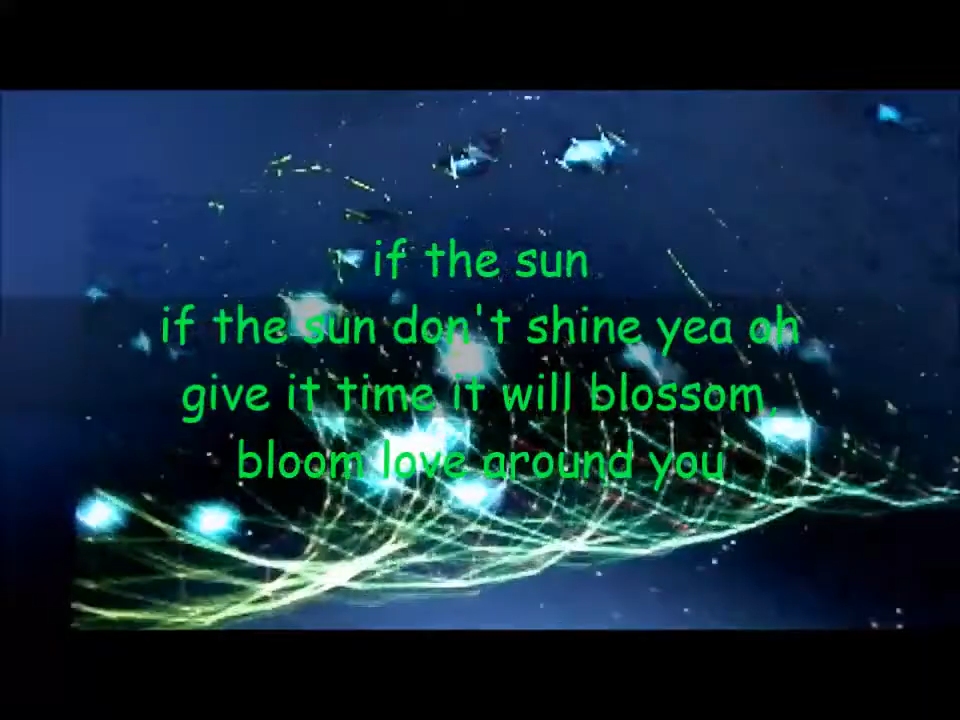 if the sun
if the sun don't shine yea oh
give it time it will blossom,
bloom love around you